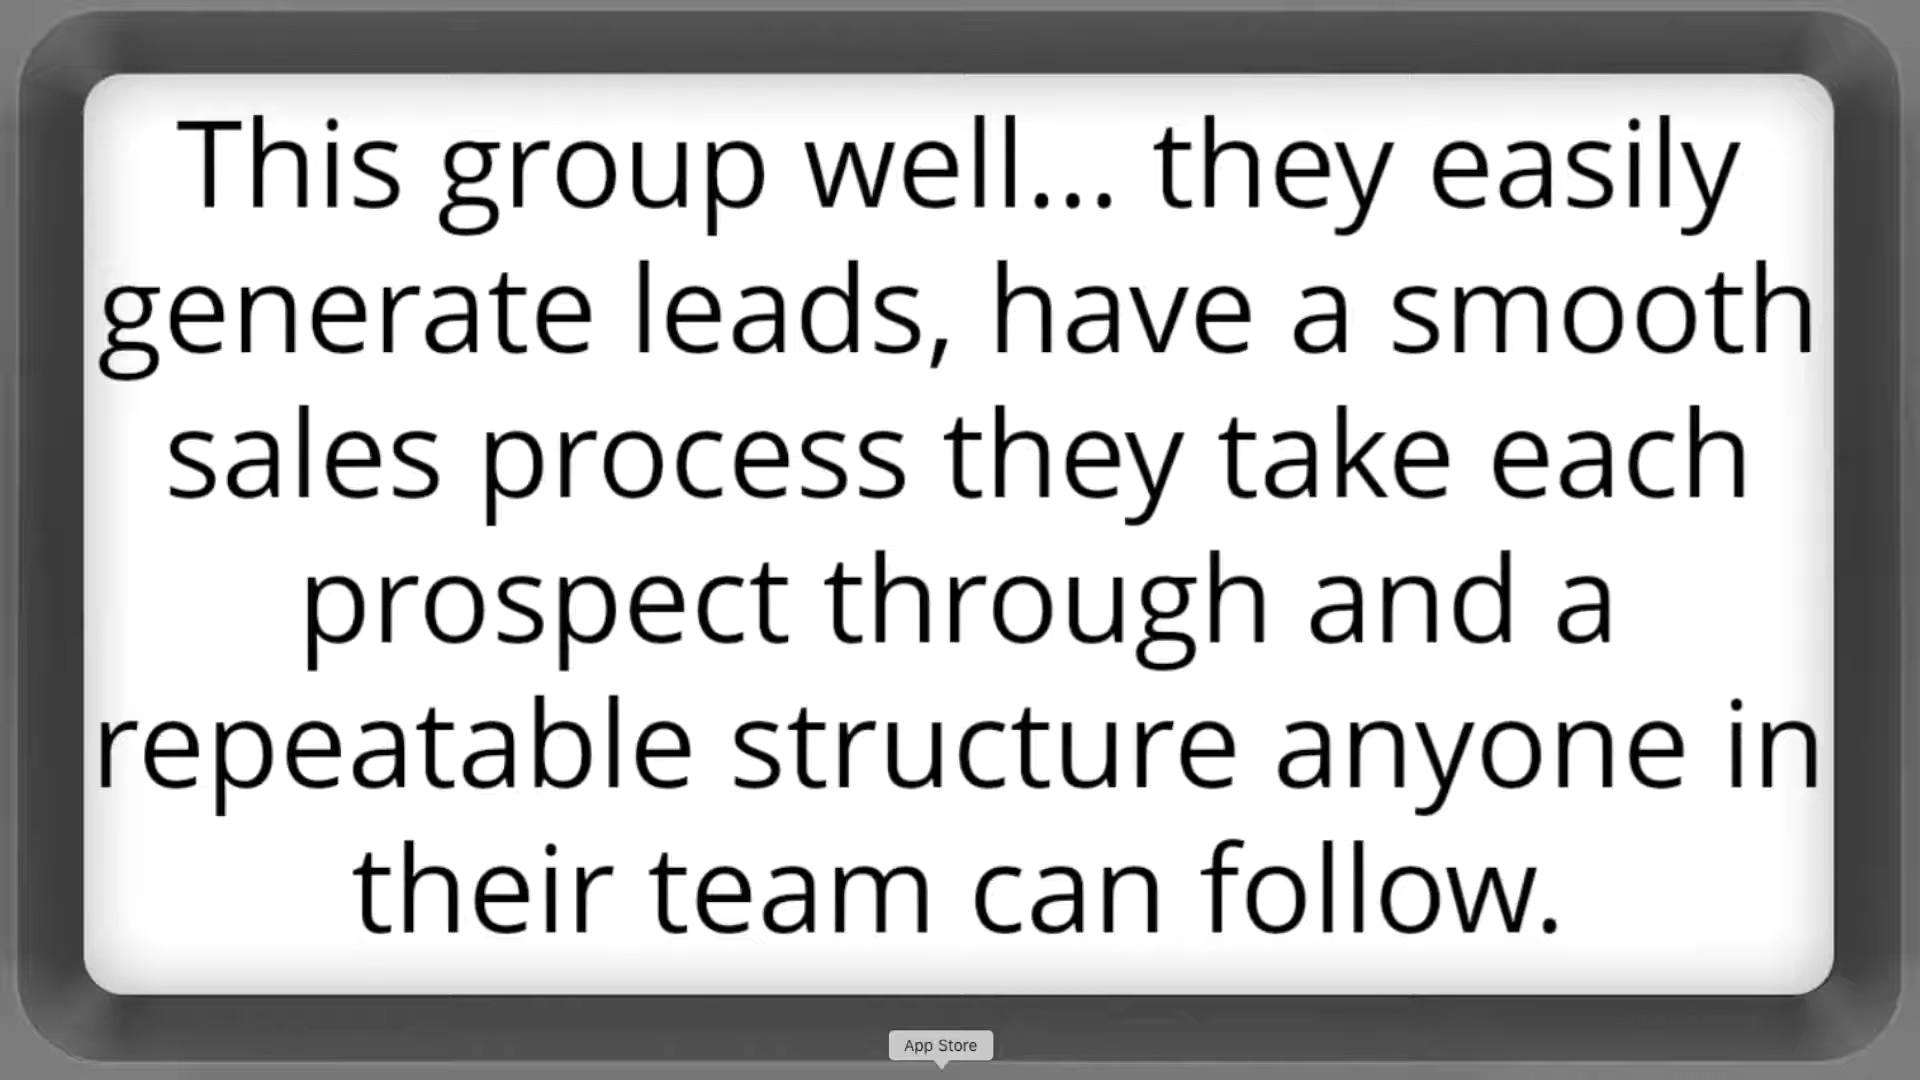 This group well... they easily
generate leads, have a smooth
sales process they take each
prospect through and a
repeatable structure anyone in
their team can follow.
App Store